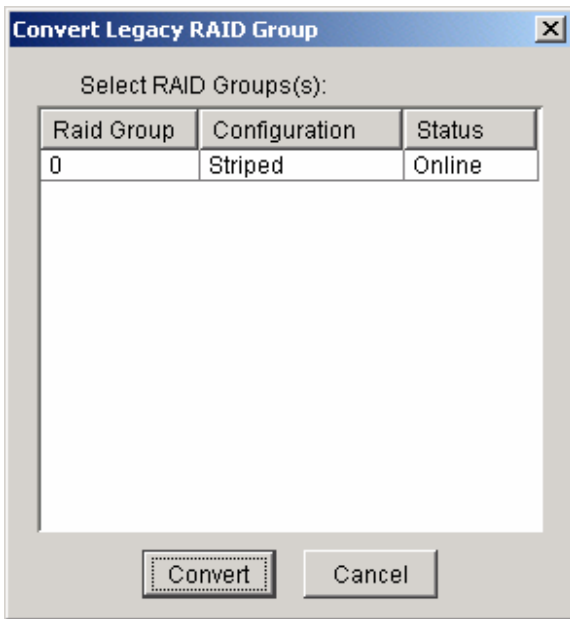 Convert Legacy RAID Group
Select RAID Groups(s):
Raid Group Configuration Status
0 Striped Online
Convert Cancel